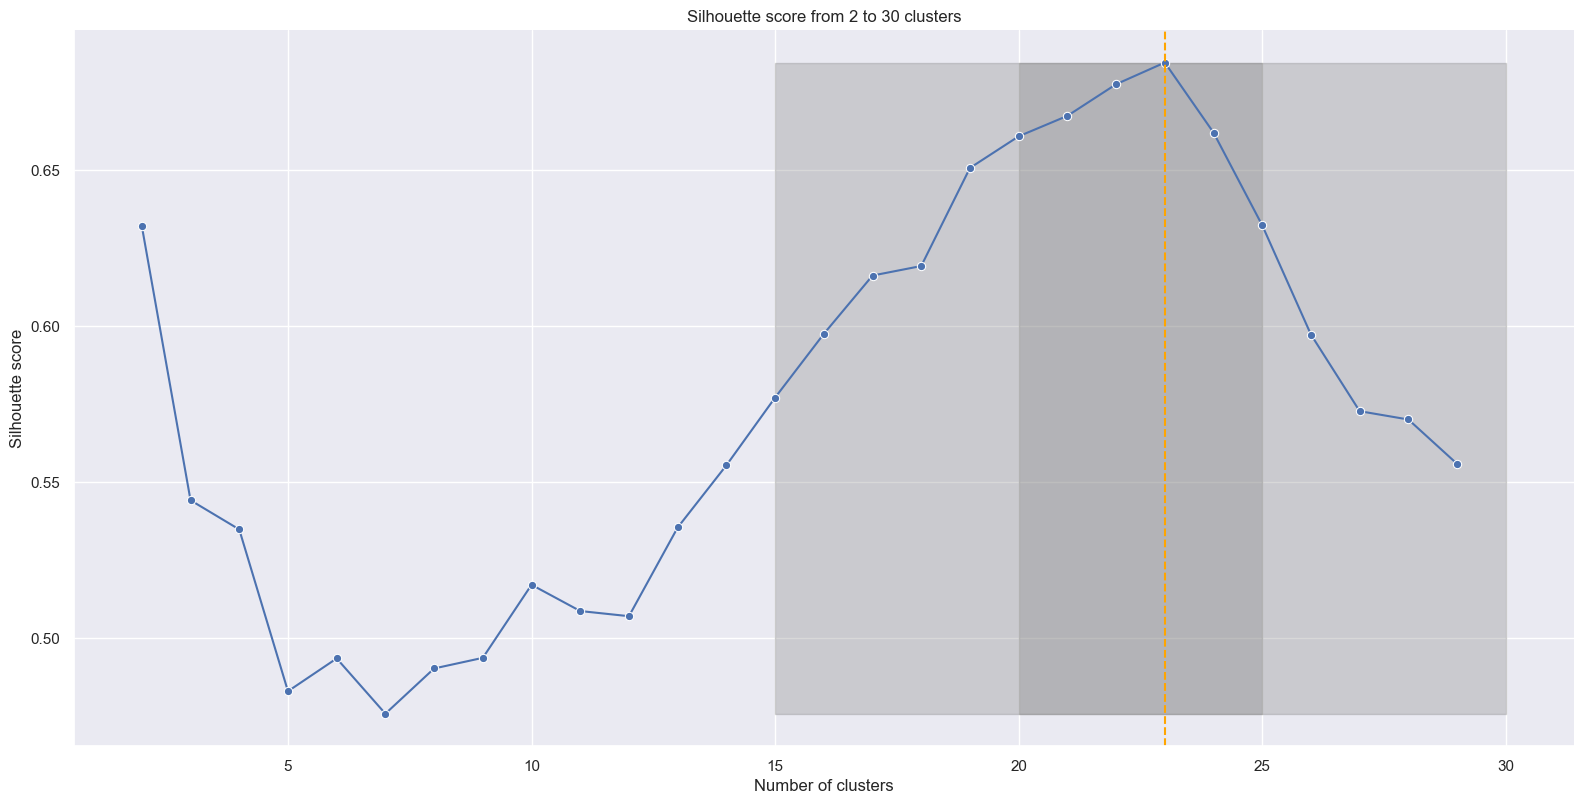 Silhouette score from 2 to 30 clusters
Silhouette score
0.65
0.60
0.55
0.50
5 10 15 20 25 30
Number of clusters